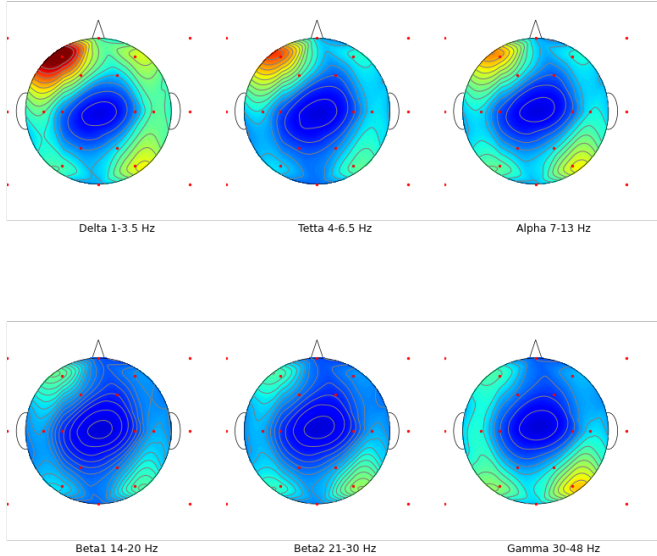 Delta 1-3.5 Hz
Tetta 4-6.5 Hz
Alpha 7-13 Hz
Beta1 14-20 Hz
Beta2 21-30 Hz
Gamma 30-48 Hz